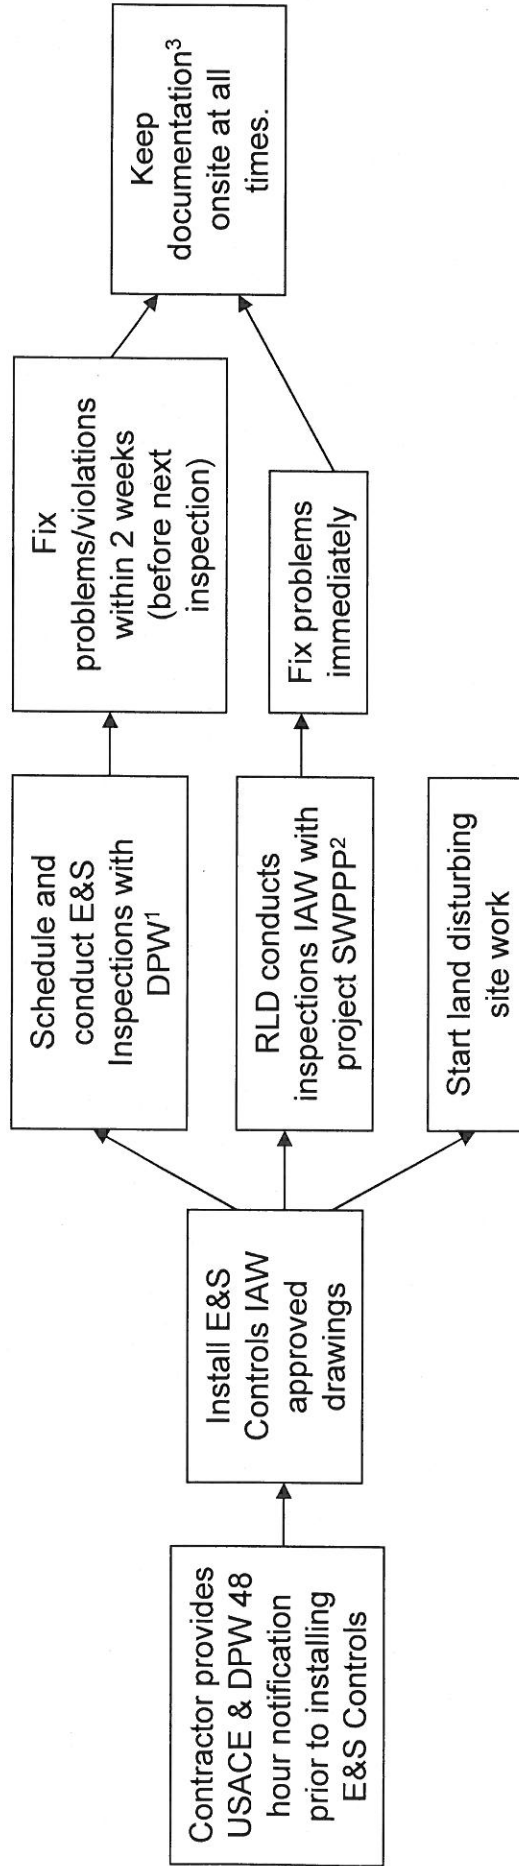 Contractor provides
USACE & DPW 48
hour notification
prior to installing
E&S Controls
Install E&S
Controls IAW
approved
drawings
Schedule and
conduct E&S
Inspections with
DPW¹
RLD conducts
inspections IAW with
project SWPPP²
Start land disturbing
site work
Fix
problems/violations
within 2 weeks
(before next
inspection)
Fix problems
immediately
Keep
documentation³
onsite at all
times.